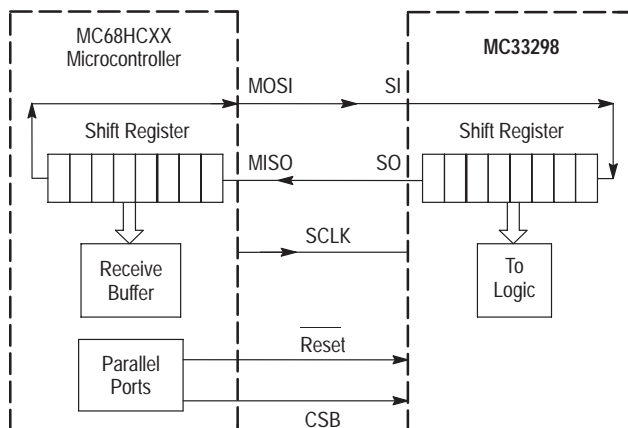 MC68HCXX
Microcontroller
MC33298
MOSI
SI
Shift Register
Shift Register
MISO
SO
SCLK
Receive
Buffer
To
Logic
Reset
Parallel
Ports
CSB